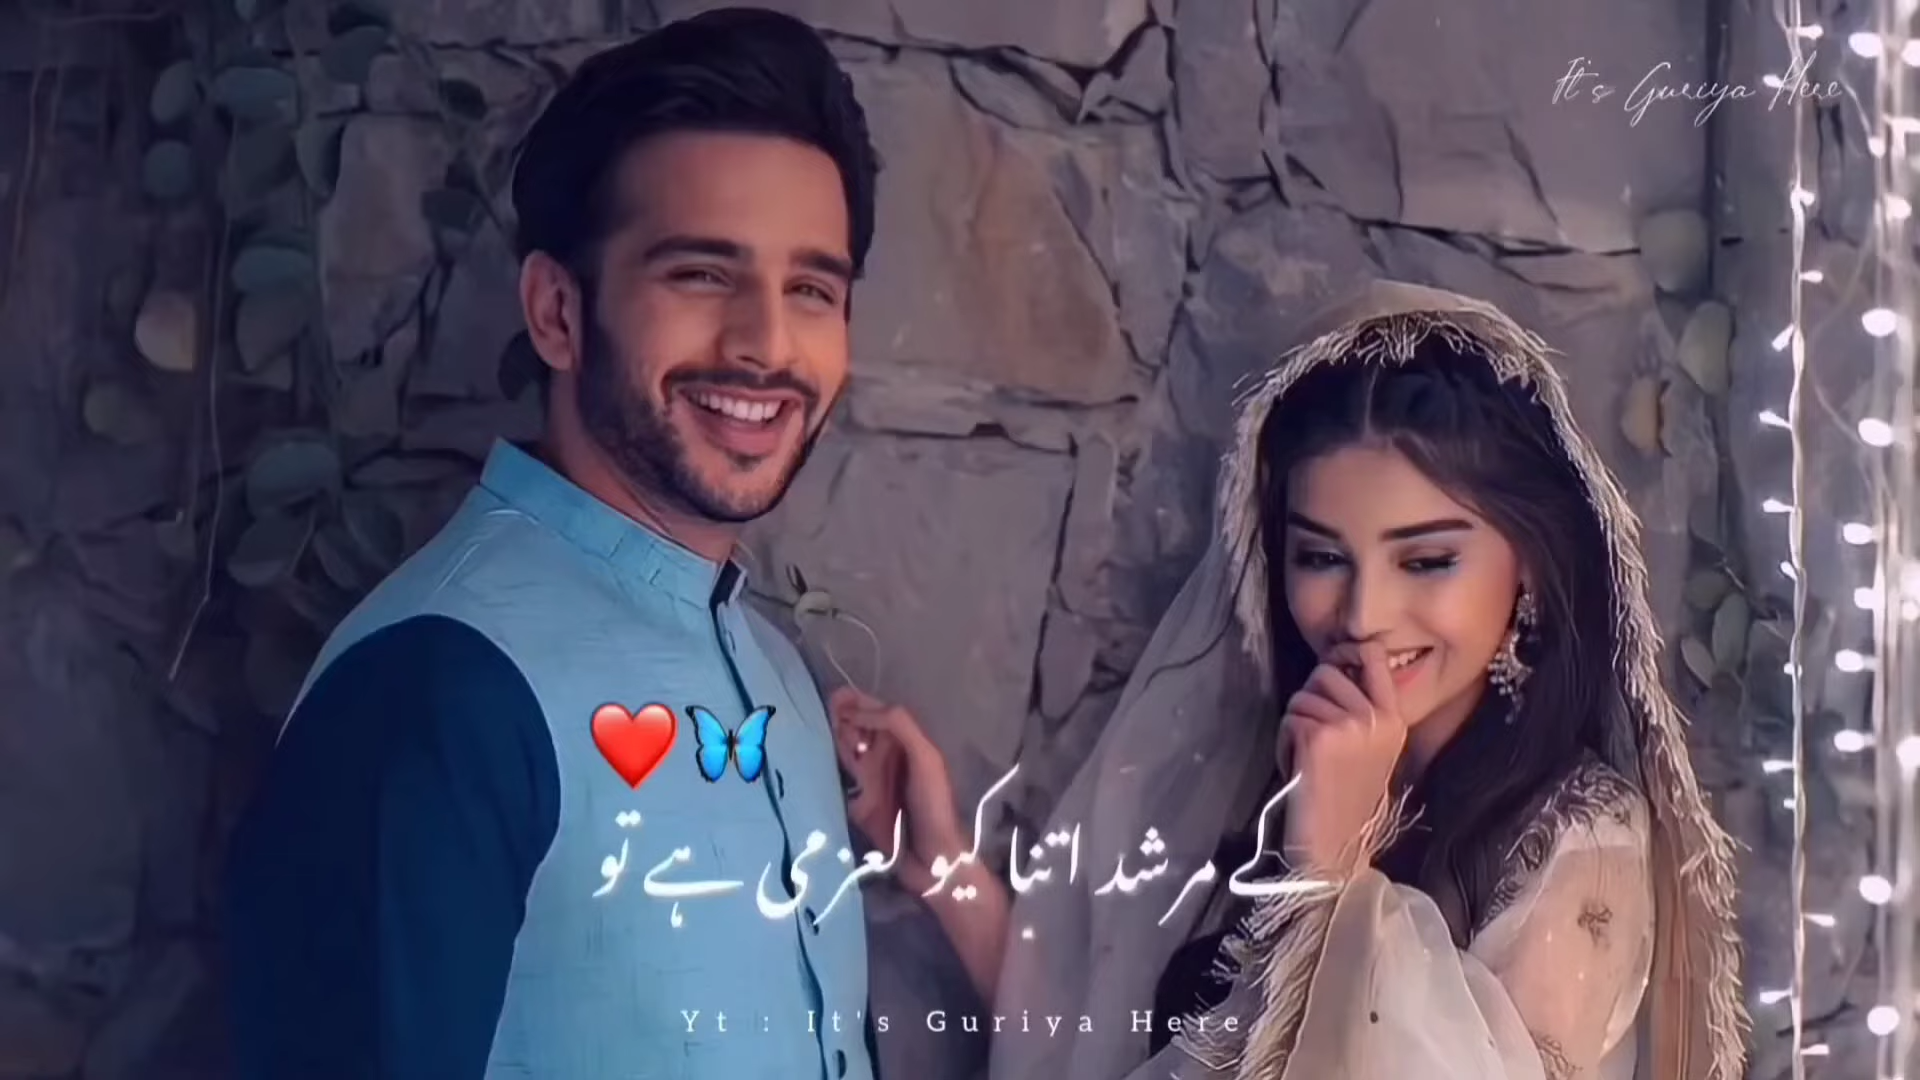 It's Guriya Here
❤️🦋
کے مرشد اتنا کیو لعزمی ہے تو
Yt : It's Guriya Here